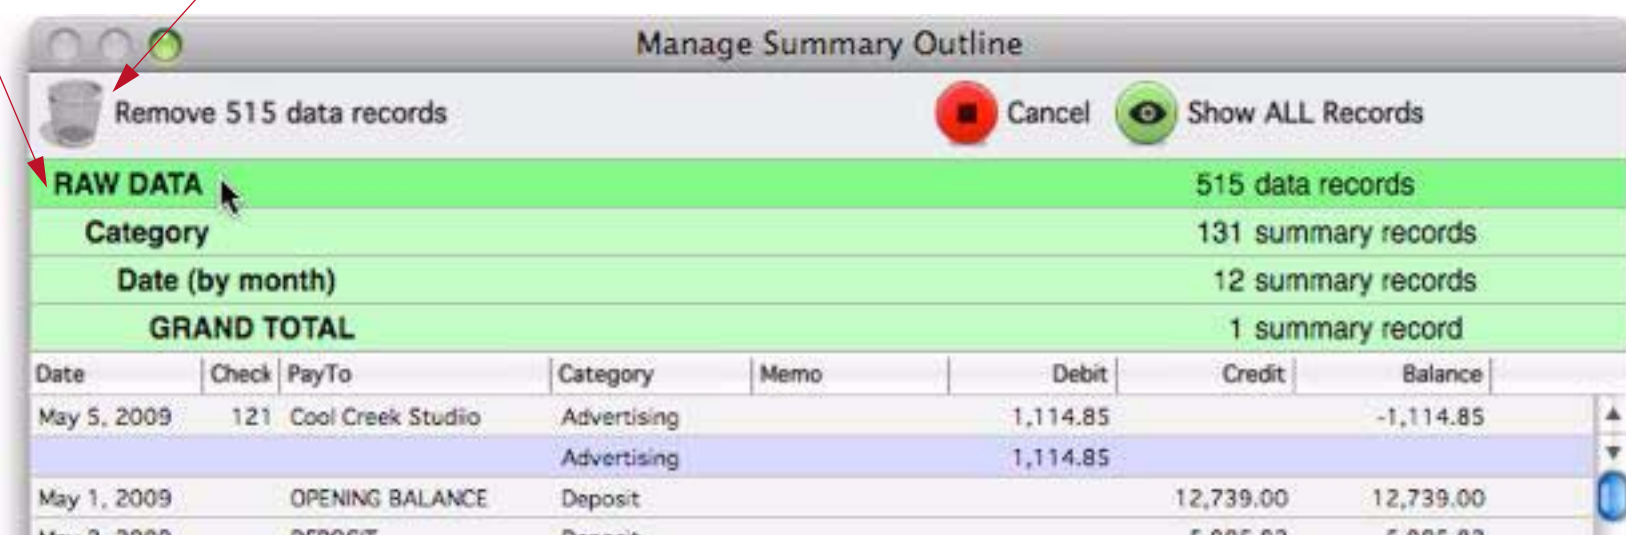 Manage Summary Outline
Remove 515 data records Cancel Show ALL Records
RAW DATA 515 data records
Category 131 summary records
Date (by month) 12 summary records
GRAND TOTAL 1 summary record
Date Check PayTo Category Memo Debit Credit Balance
May 5, 2009 121 Cool Creek Studiio Advertising 1,114.85 -1,114.85
Advertising 1,114.85
May 1, 2009 OPENING BALANCE Deposit 12,739.00 12,739.00